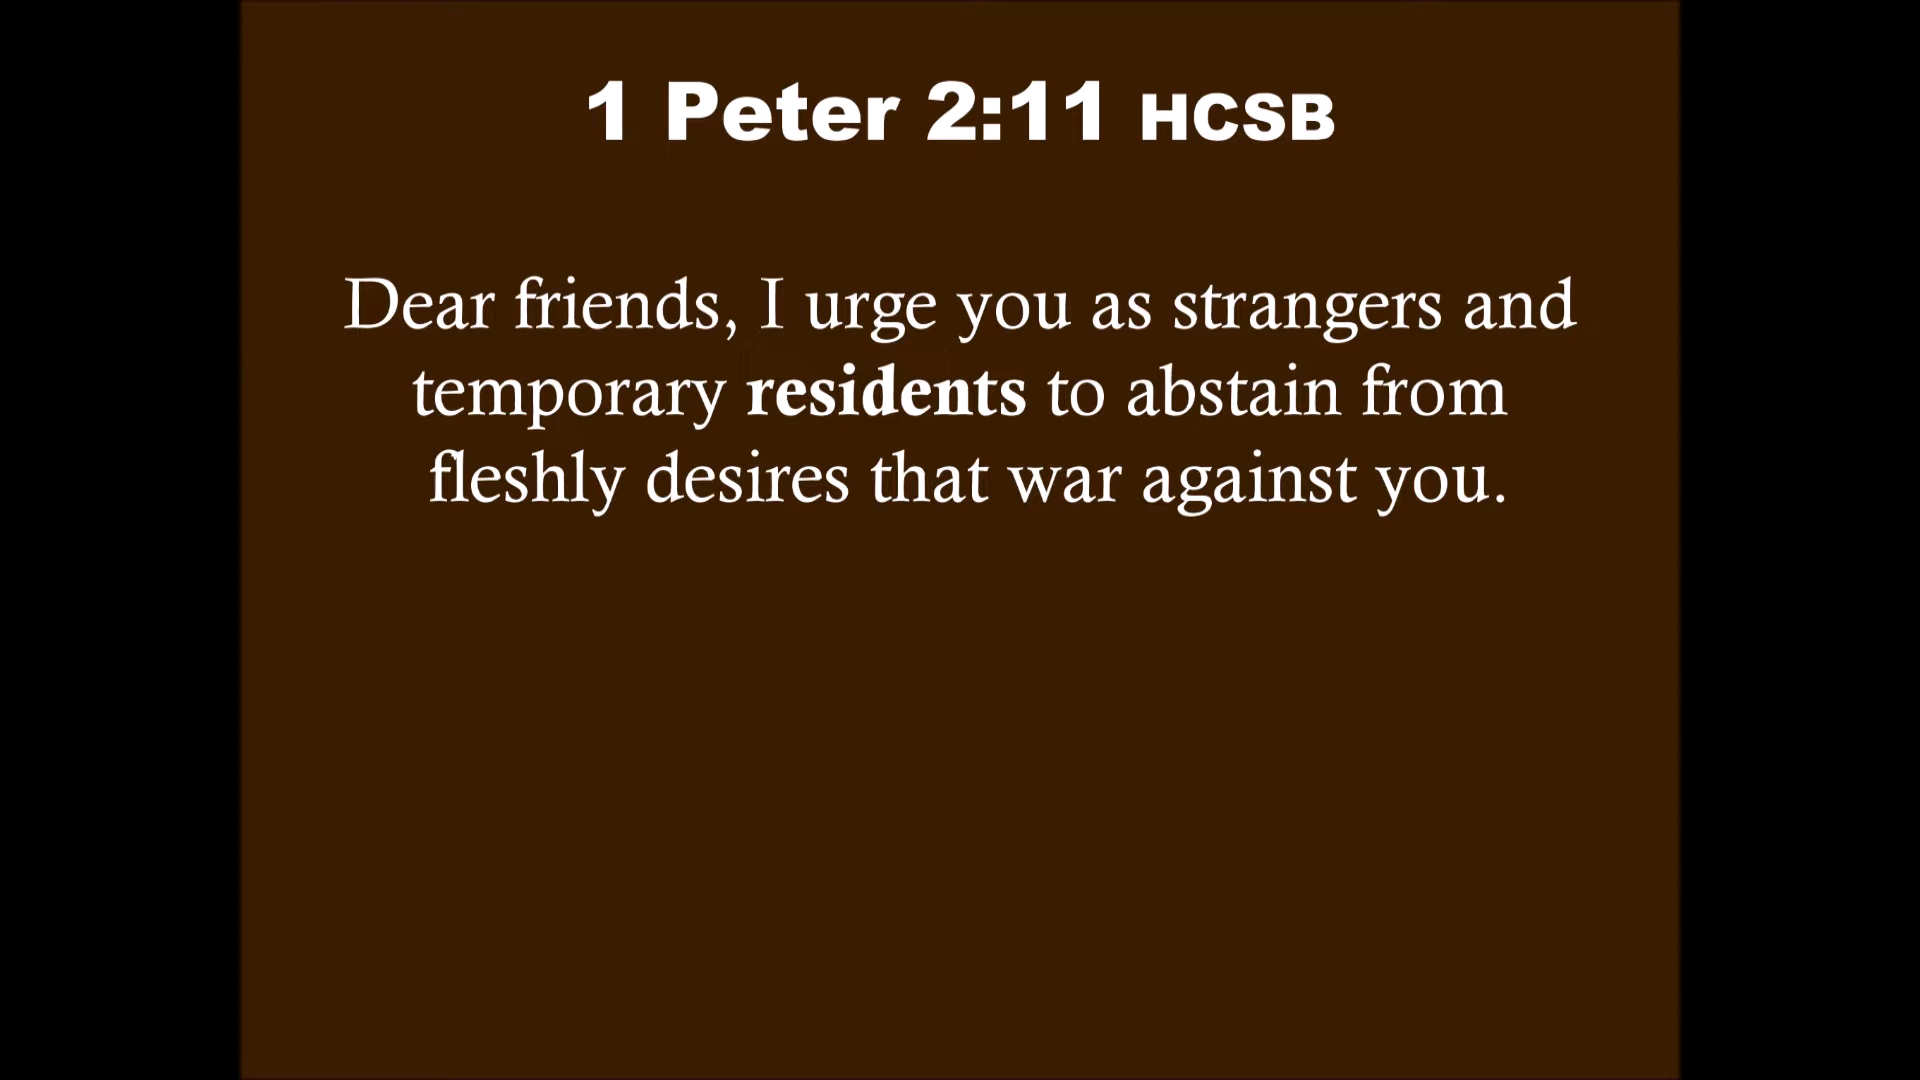 1 Peter 2:11 HCSB
Dear friends, I urge you as strangers and
temporary residents to abstain from
fleshly desires that war against you.